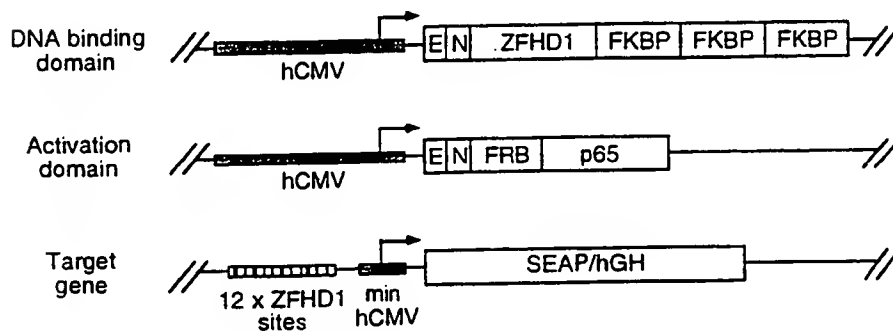 DNA binding
domain
hCMV
E N ZFHD1 FKBP FKBP FKBP
Activation
domain
hCMV
E N FRB p65
Target
gene
12 x ZFHD1
sites
min
hCMV
SEAP/hGH